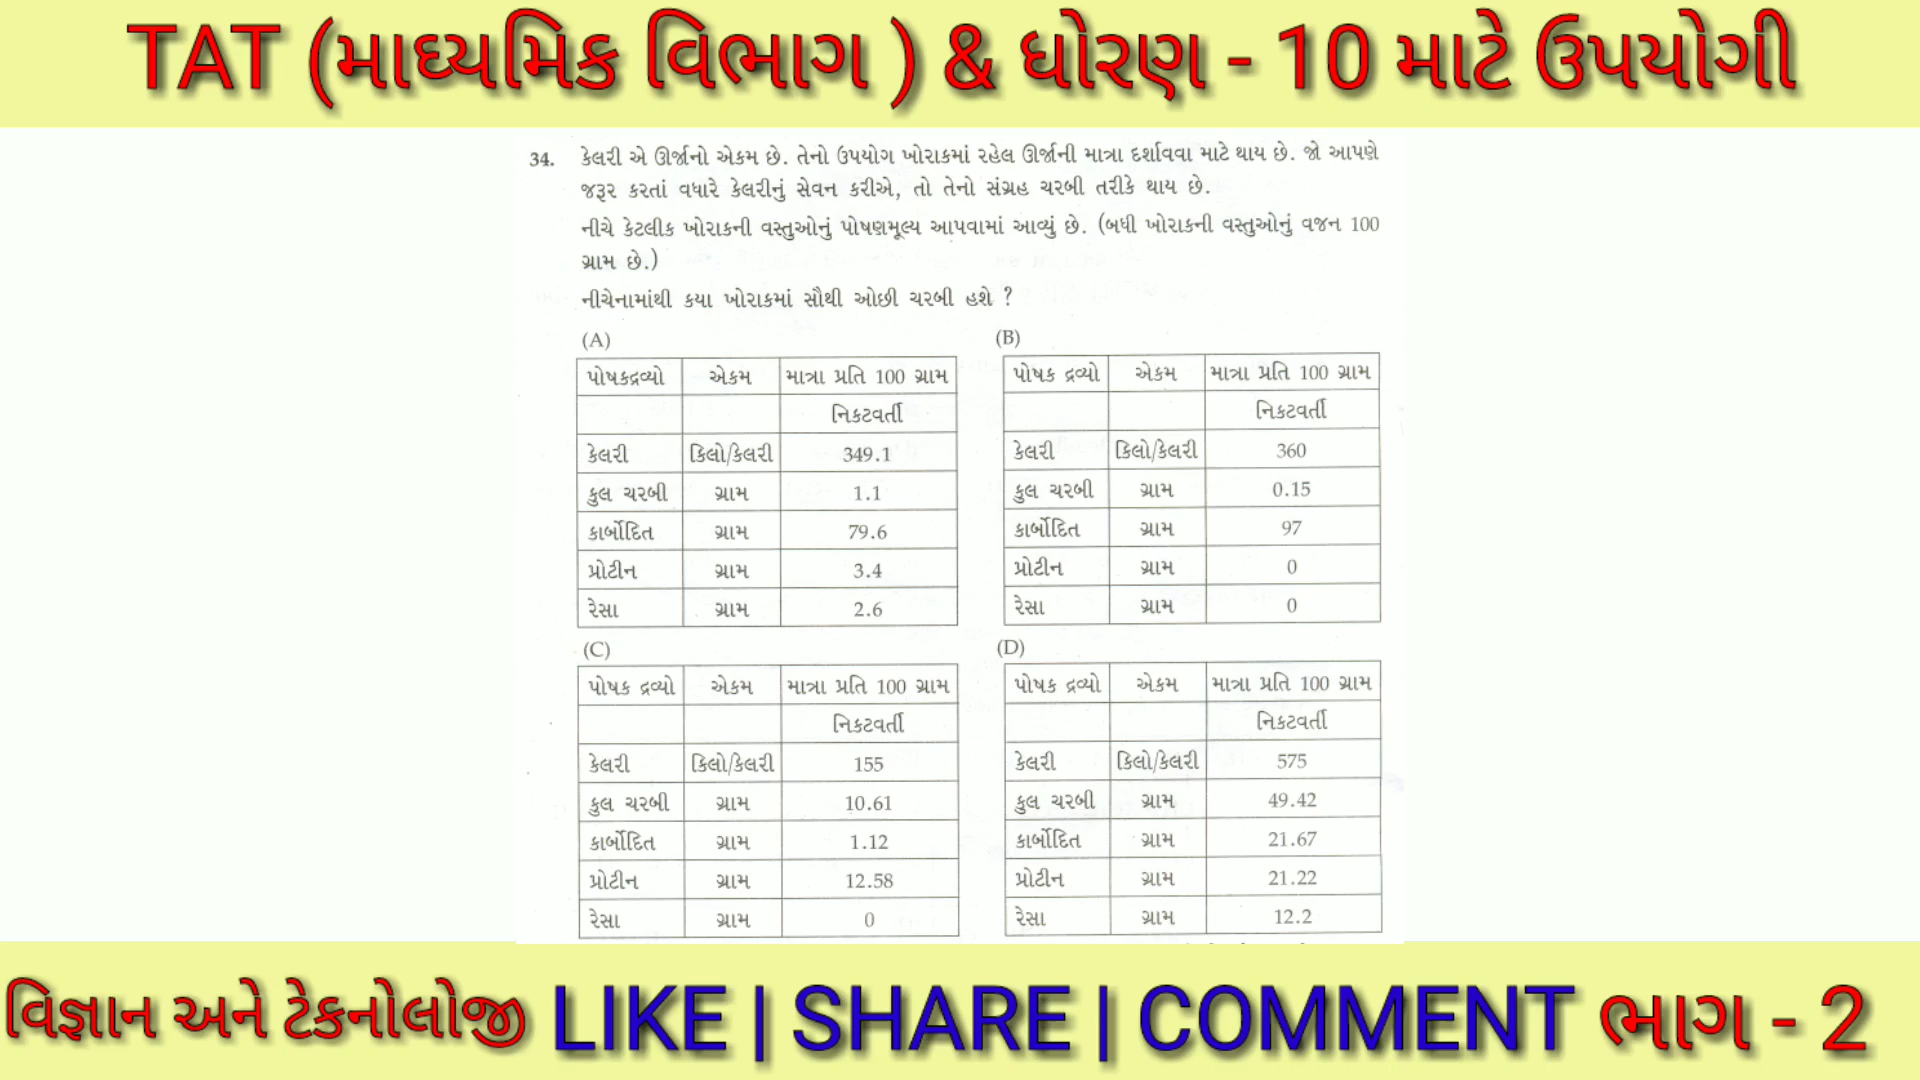 TAT (માધ્યમિક વિભાગ ) & ધોરણ - 10 માટે ઉપયોગી
34. કેલરી એ ઊર્જાનો એકમ છે. તેનો ઉપયોગ ખોરાકમાં રહેલ ઊર્જાની માત્રા દર્શાવવા માટે થાય છે. જો આપણે
જરૂર કરતાં વધારે કેલરીનું સેવન કરીએ, તો તેનો સંગ્રહ ચરબી તરીકે થાય છે.
નીચે કેટલીક ખોરાકની વસ્તુઓનું પોષણમૂલ્ય આપવામાં આવ્યું છે. (બધી ખોરાકની વસ્તુઓનું વજન 100
ગ્રામ છે.)
નીચેનામાંથી કયા ખોરાકમાં સૌથી ઓછી ચરબી હશે ?
(A)
પોષકદ્રવ્યો એકમ માત્રા પ્રતિ 100 ગ્રામ
નિકટવર્તી
કેલરી કિલો/કેલરી 349.1
કુલ ચરબી ગ્રામ 1.1
કાર્બોદિત ગ્રામ 79.6
પ્રોટીન ગ્રામ 3.4
રેસા ગ્રામ 2.6
(B)
પોષક દ્રવ્યો એકમ માત્રા પ્રતિ 100 ગ્રામ
નિકટવર્તી
કેલરી કિલો/કેલરી 360
કુલ ચરબી ગ્રામ 0.15
કાર્બોદિત ગ્રામ 97
પ્રોટીન ગ્રામ 0
રેસા ગ્રામ 0
(C)
પોષક દ્રવ્યો એકમ માત્રા પ્રતિ 100 ગ્રામ
નિકટવર્તી
કેલરી કિલો/કેલરી 155
કુલ ચરબી ગ્રામ 10.61
કાર્બોદિત ગ્રામ 1.12
પ્રોટીન ગ્રામ 12.58
રેસા ગ્રામ 0
(D)
પોષક દ્રવ્યો એકમ માત્રા પ્રતિ 100 ગ્રામ
નિકટવર્તી
કેલરી કિલો/કેલરી 575
કુલ ચરબી ગ્રામ 49.42
કાર્બોદિત ગ્રામ 21.67
પ્રોટીન ગ્રામ 21.22
રેસા ગ્રામ 12.2
વિજ્ઞાન અને ટેકનોલોજી LIKE | SHARE | COMMENT ભાગ - 2